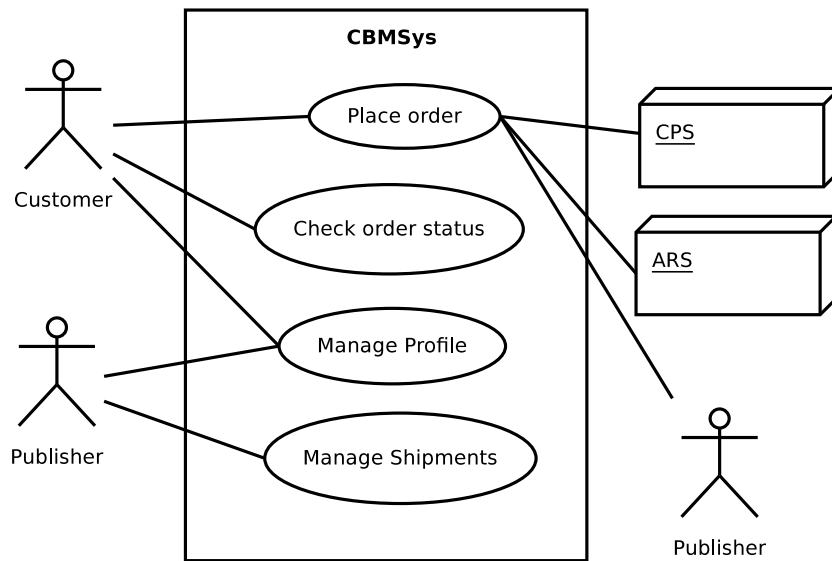 CBMSys
Place order
CPS
Customer
Check order status
ARS
Manage Profile
Publisher
Manage Shipments
Publisher